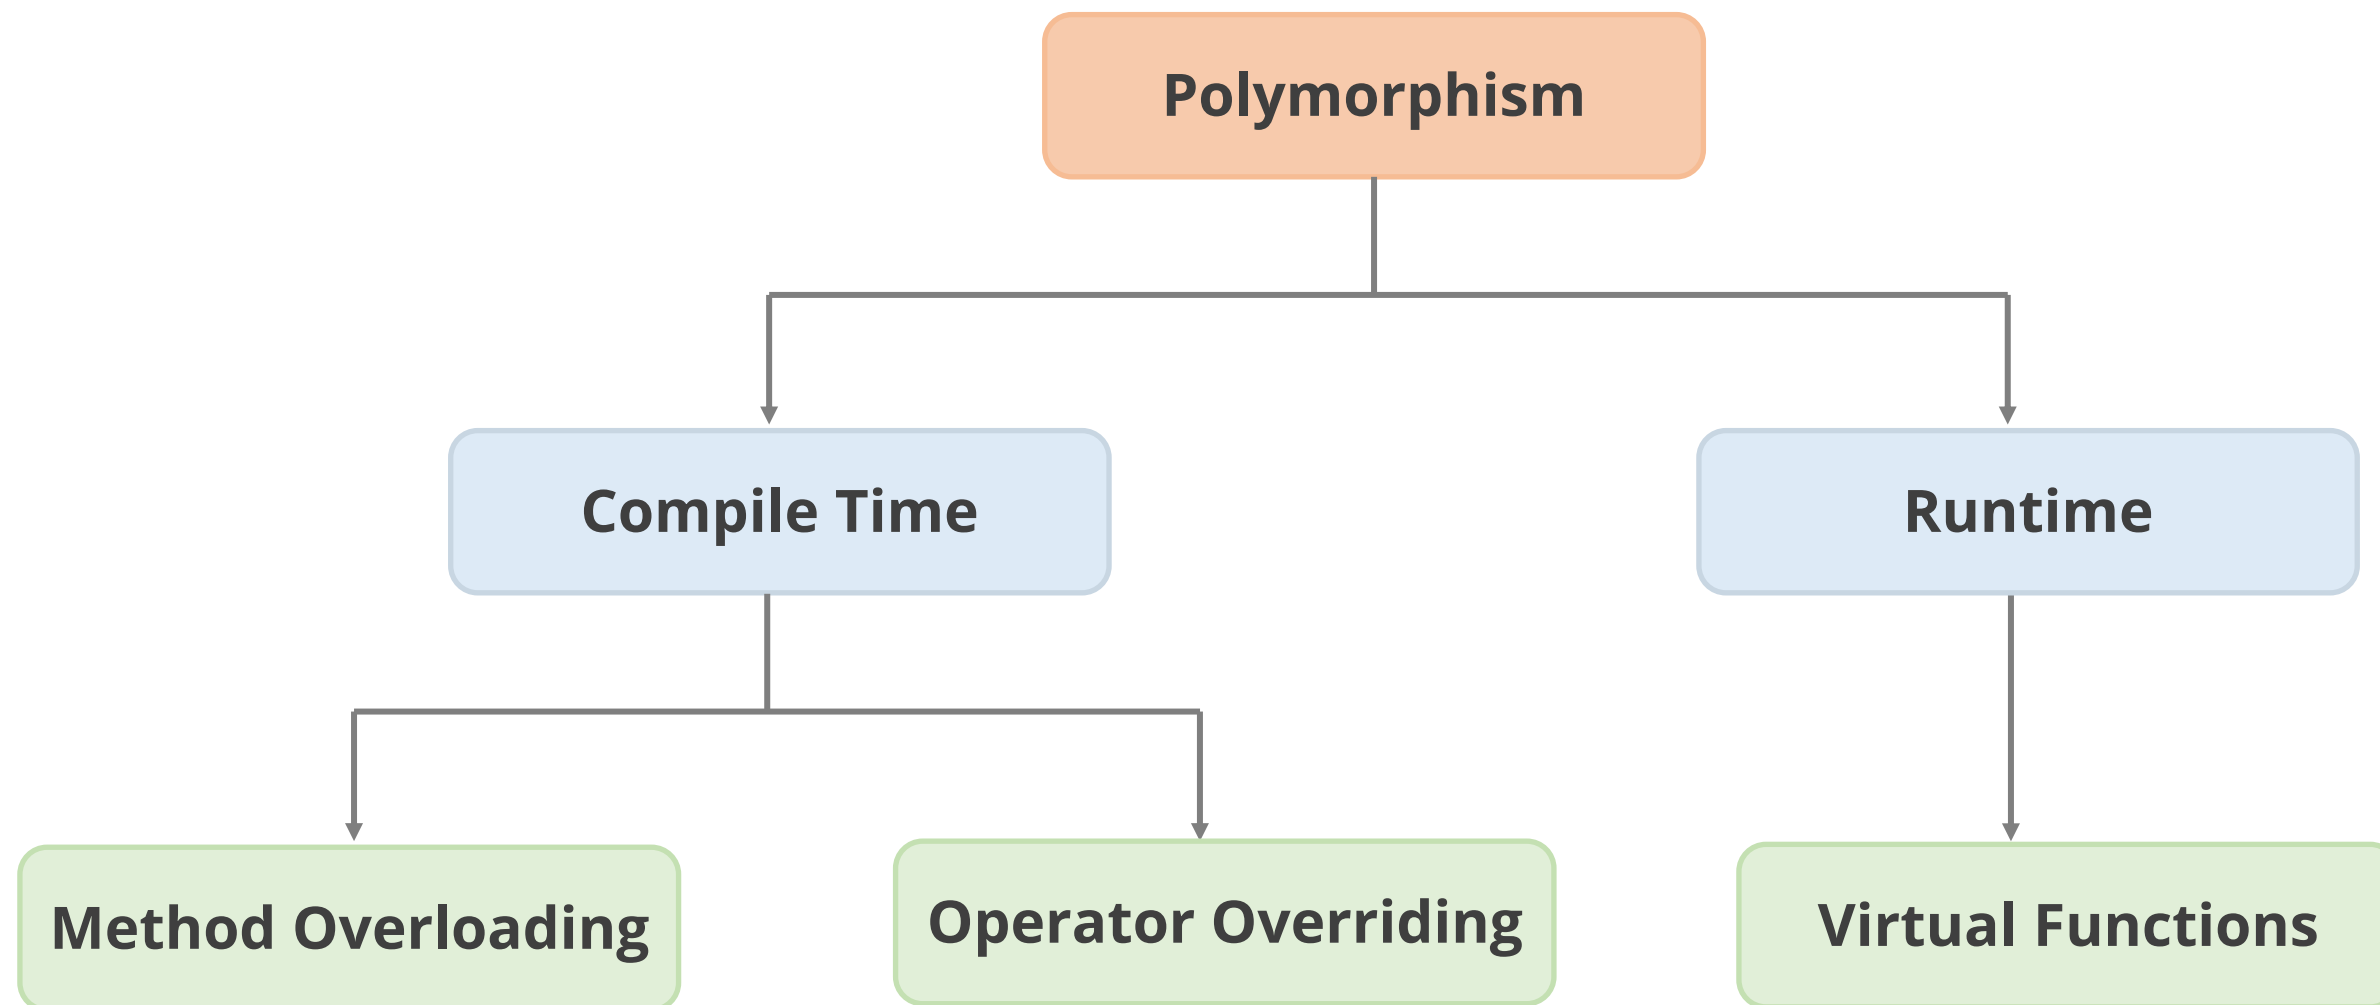 Polymorphism
Compile Time
Runtime
Method Overloading
Operator Overriding
Virtual Functions